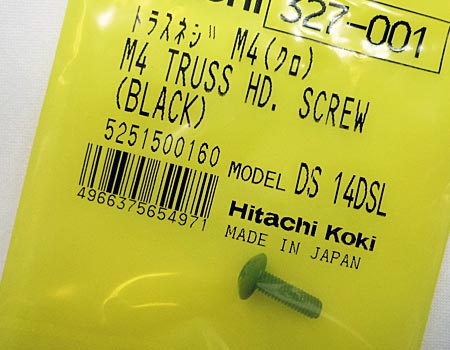 327-001
トラスネジ M4(クロ)
M4 TRUSS HD. SCREW
(BLACK)
5251500160
MODEL DS 14DSL
4966375654971
Hitachi Koki
MADE IN JAPAN